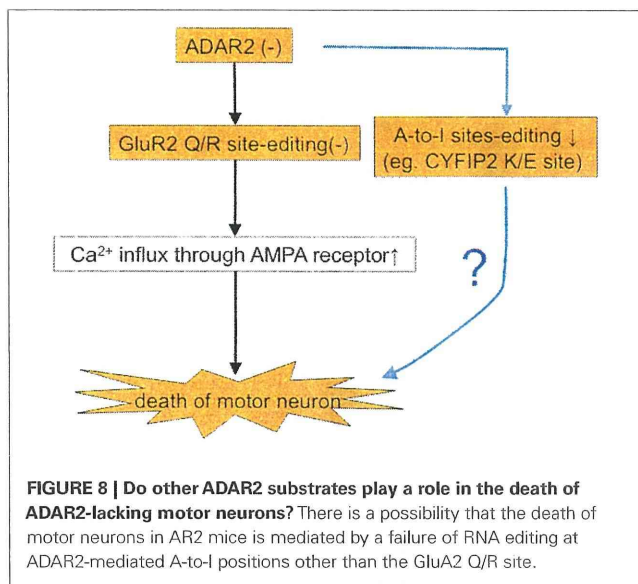 ADAR2 (-)
GluR2 Q/R site-editing(-)
A-to-I sites-editing ↓
(eg. CYFIP2 K/E site)
Ca²⁺ influx through AMPA receptor↑
?
death of motor neuron
FIGURE 8 | Do other ADAR2 substrates play a role in the death of
ADAR2-lacking motor neurons? There is a possibility that the death of
motor neurons in AR2 mice is mediated by a failure of RNA editing at
ADAR2-mediated A-to-I positions other than the GluA2 Q/R site.